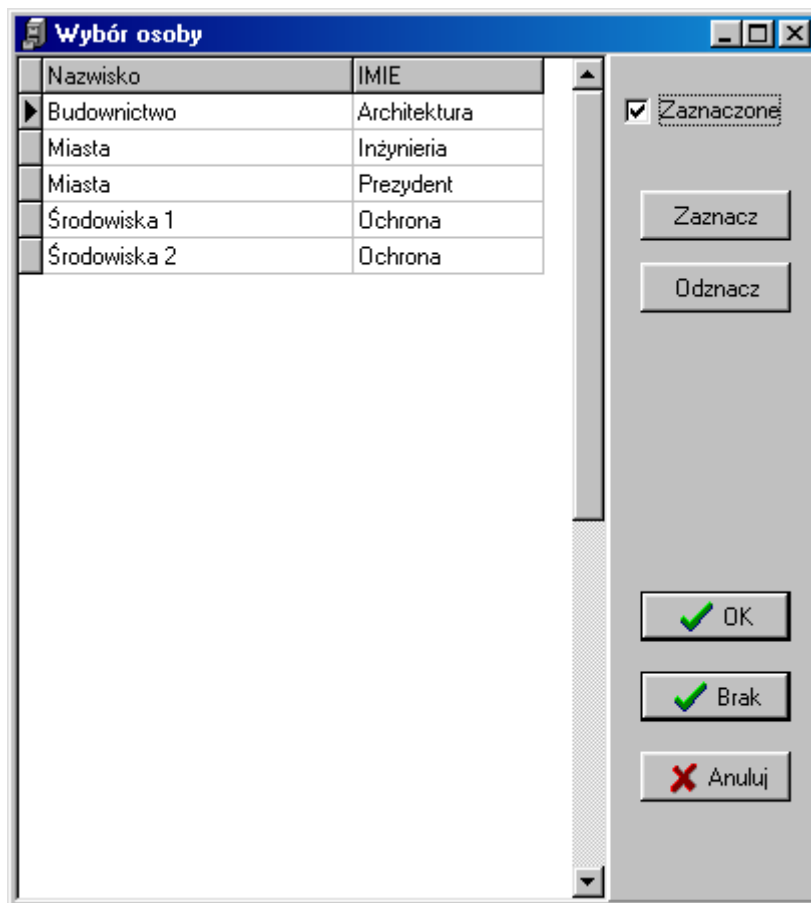 Wybór osoby
Nazwisko IMIE
Budownictwo Architektura
Miasta Inżynieria
Miasta Prezydent
Środowiska 1 Ochrona
Środowiska 2 Ochrona
Zaznaczone
Zaznacz
Odznacz
OK
Brak
Anuluj